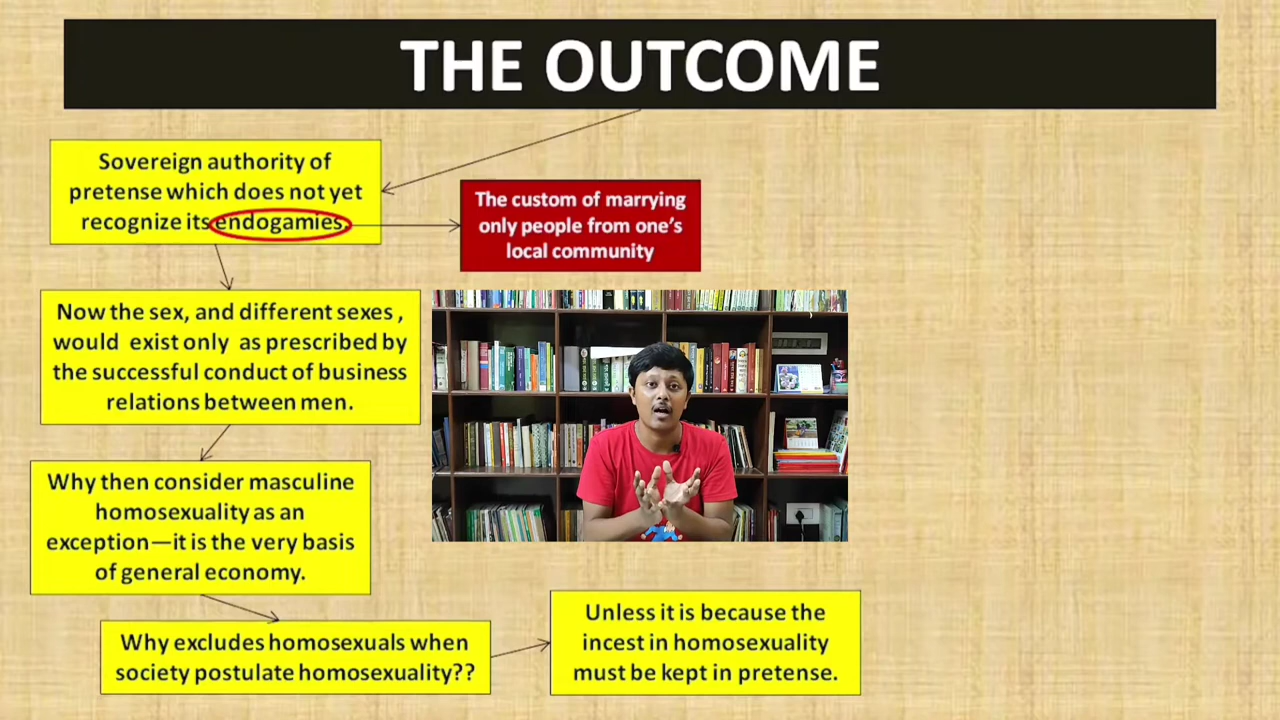 THE OUTCOME
Sovereign authority of
pretense which does not yet
recognize its endogamies.
The custom of marrying
only people from one's
local community
Now the sex, and different sexes ,
would exist only as prescribed by
the successful conduct of business
relations between men.
Why then consider masculine
homosexuality as an
exception—it is the very basis
of general economy.
Why excludes homosexuals when
society postulate homosexuality??
Unless it is because the
incest in homosexuality
must be kept in pretense.